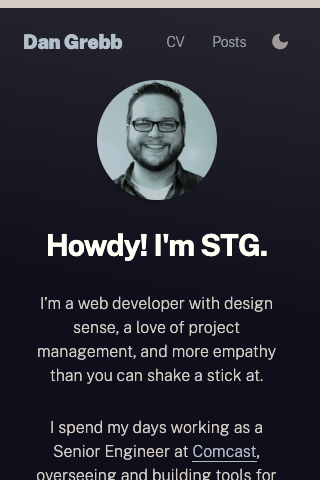 Dan Grebb CV Posts
Howdy! I'm STG.
I’m a web developer with design
sense, a love of project
management, and more empathy
than you can shake a stick at.
I spend my days working as a
Senior Engineer at Comcast,
overseeing and building tools for